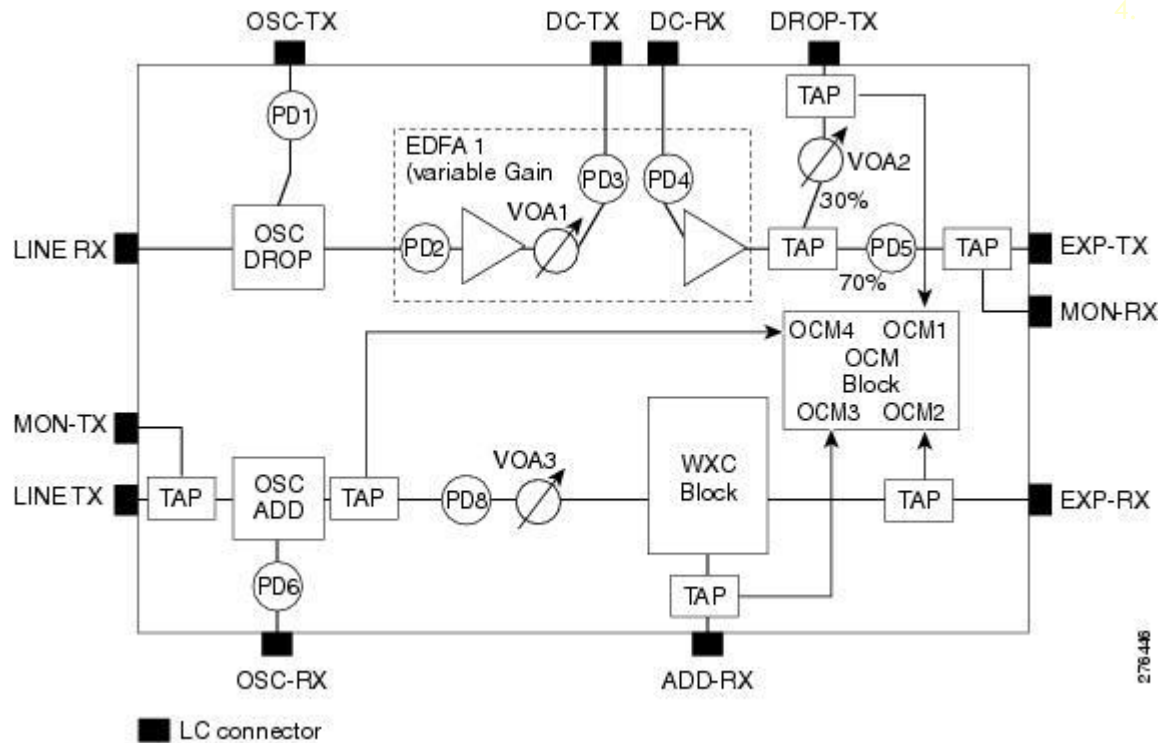 4.
OSC-TX
DC-TX
DC-RX
DROP-TX
TAP
PD1
EDFA 1
(variable Gain
VOA2
PD3
PD4
30%
VOA1
LINE RX
OSC
DROP
PD2
TAP
PD5
TAP
EXP-TX
70%
MON-RX
OCM4
OCM1
OCM
Block
OCM3
OCM2
MON-TX
VOA3
WXC
Block
LINE TX
TAP
OSC
ADD
TAP
PD8
TAP
EXP-RX
PD6
TAP
OSC-RX
ADD-RX
276446
LC connector